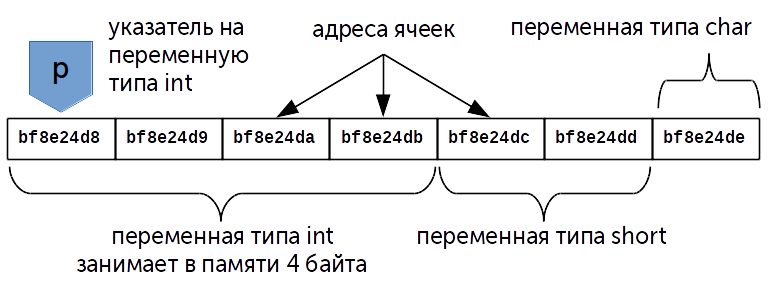 указатель на
переменную
типа int
p
адреса ячеек
переменная типа char
bf8e24d8 bf8e24d9 bf8e24da bf8e24db bf8e24dc bf8e24dd bf8e24de
переменная типа int
занимает в памяти 4 байта
переменная типа short